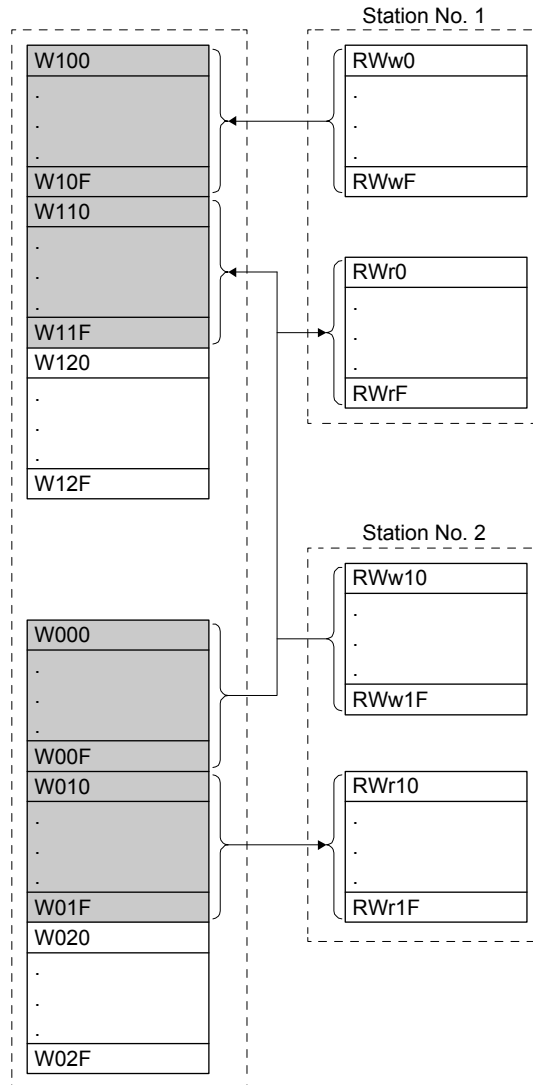 Station No. 1
W100
.
.
.
W10F
W110
.
.
.
W11F
W120
.
.
.
W12F
RWw0
.
.
.
RWwF
RWr0
.
.
.
RWrF
Station No. 2
W000
.
.
.
W00F
W010
.
.
.
W01F
W020
.
.
.
W02F
RWw10
.
.
.
RWw1F
RWr10
.
.
.
RWr1F